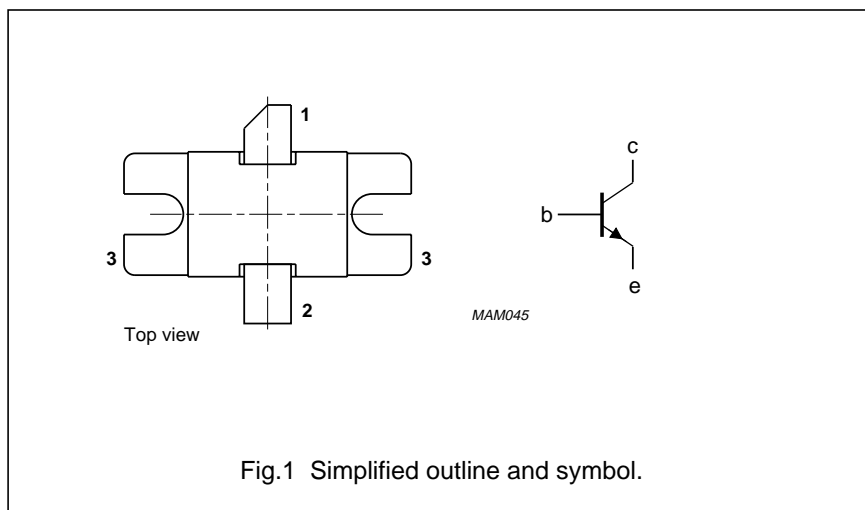 1
c
b
3
3
e
2
MAM045
Top view
Fig.1 Simplified outline and symbol.